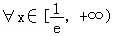 ∀x∈[1/e, +∞)